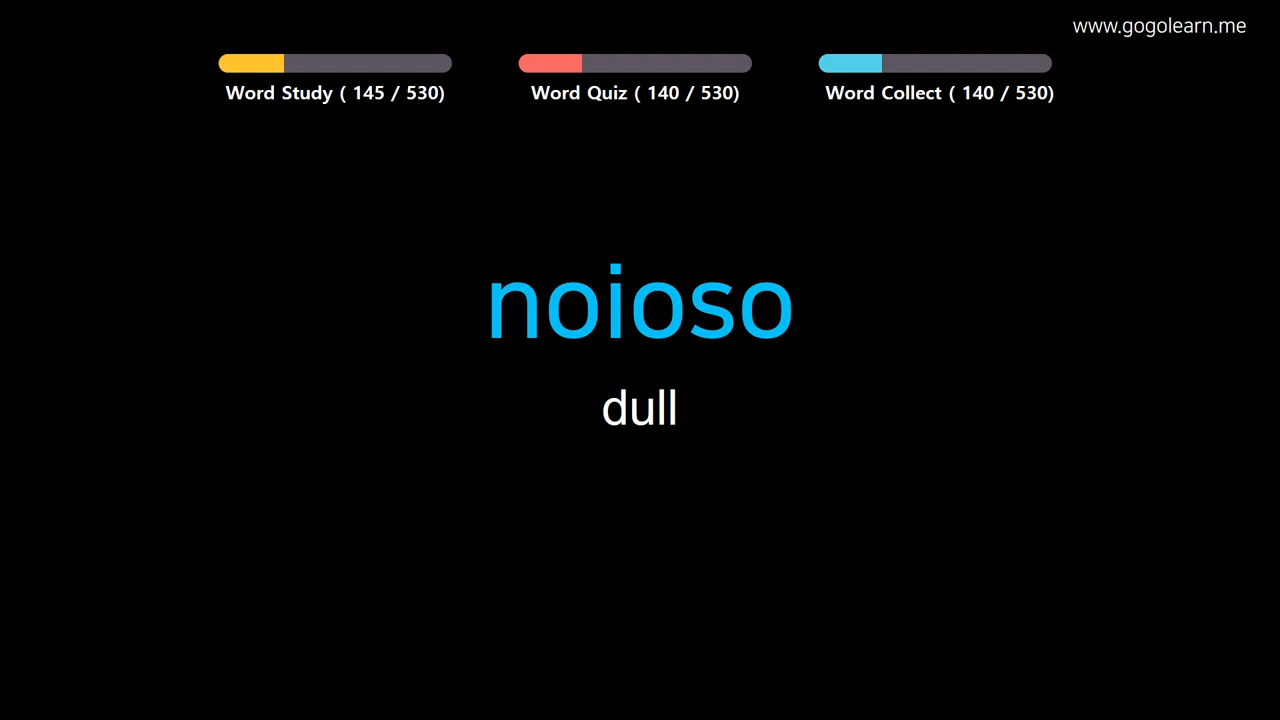 www.gogolearn.me
Word Study ( 145 / 530)
Word Quiz ( 140 / 530)
Word Collect ( 140 / 530)
noioso
dull